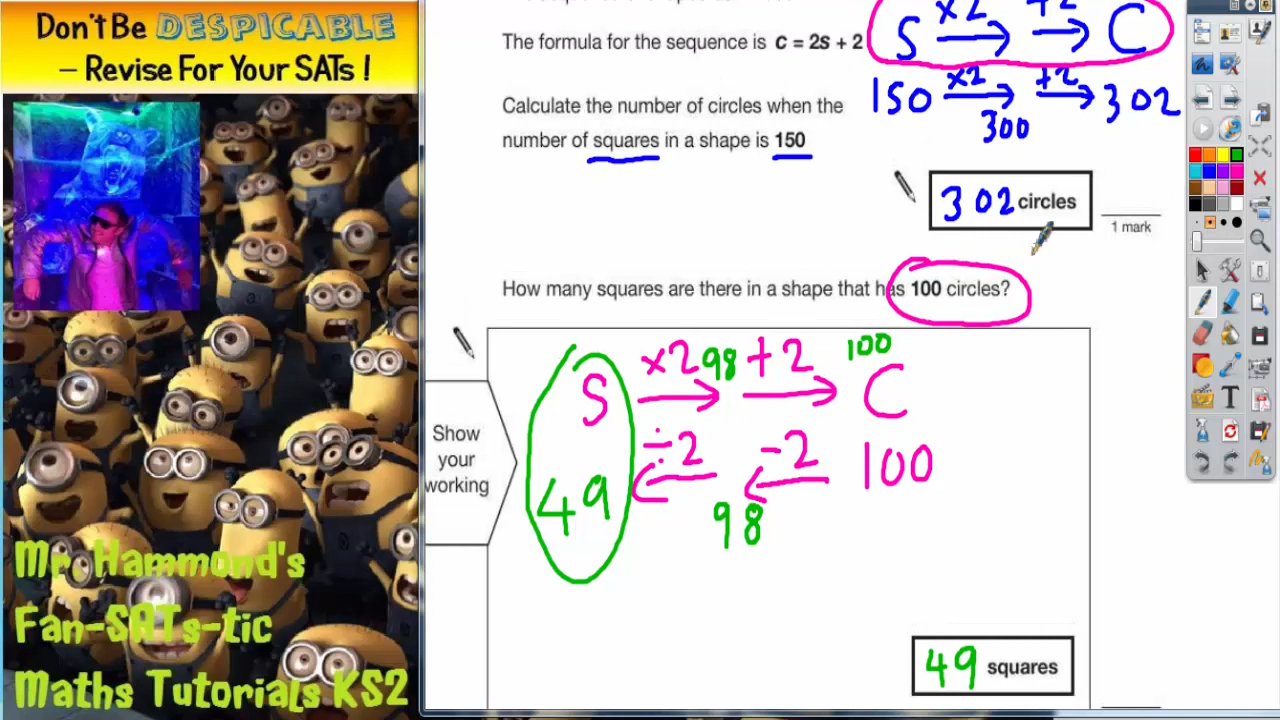 Don't Be DESPICABLE
– Revise For Your SATs !
Mr. Hammond's
Fan-SATs-tic
Maths Tutorials KS2
The formula for the sequence is C = 2S + 2
S ×2 +2 C
150 ×2 300 +2 302
Calculate the number of circles when the
number of squares in a shape is 150
302 circles
1 mark
How many squares are there in a shape that has 100 circles?
Show
your
working
S ×2 98 +2 100 C
÷2 −2 100
49 98
49 squares